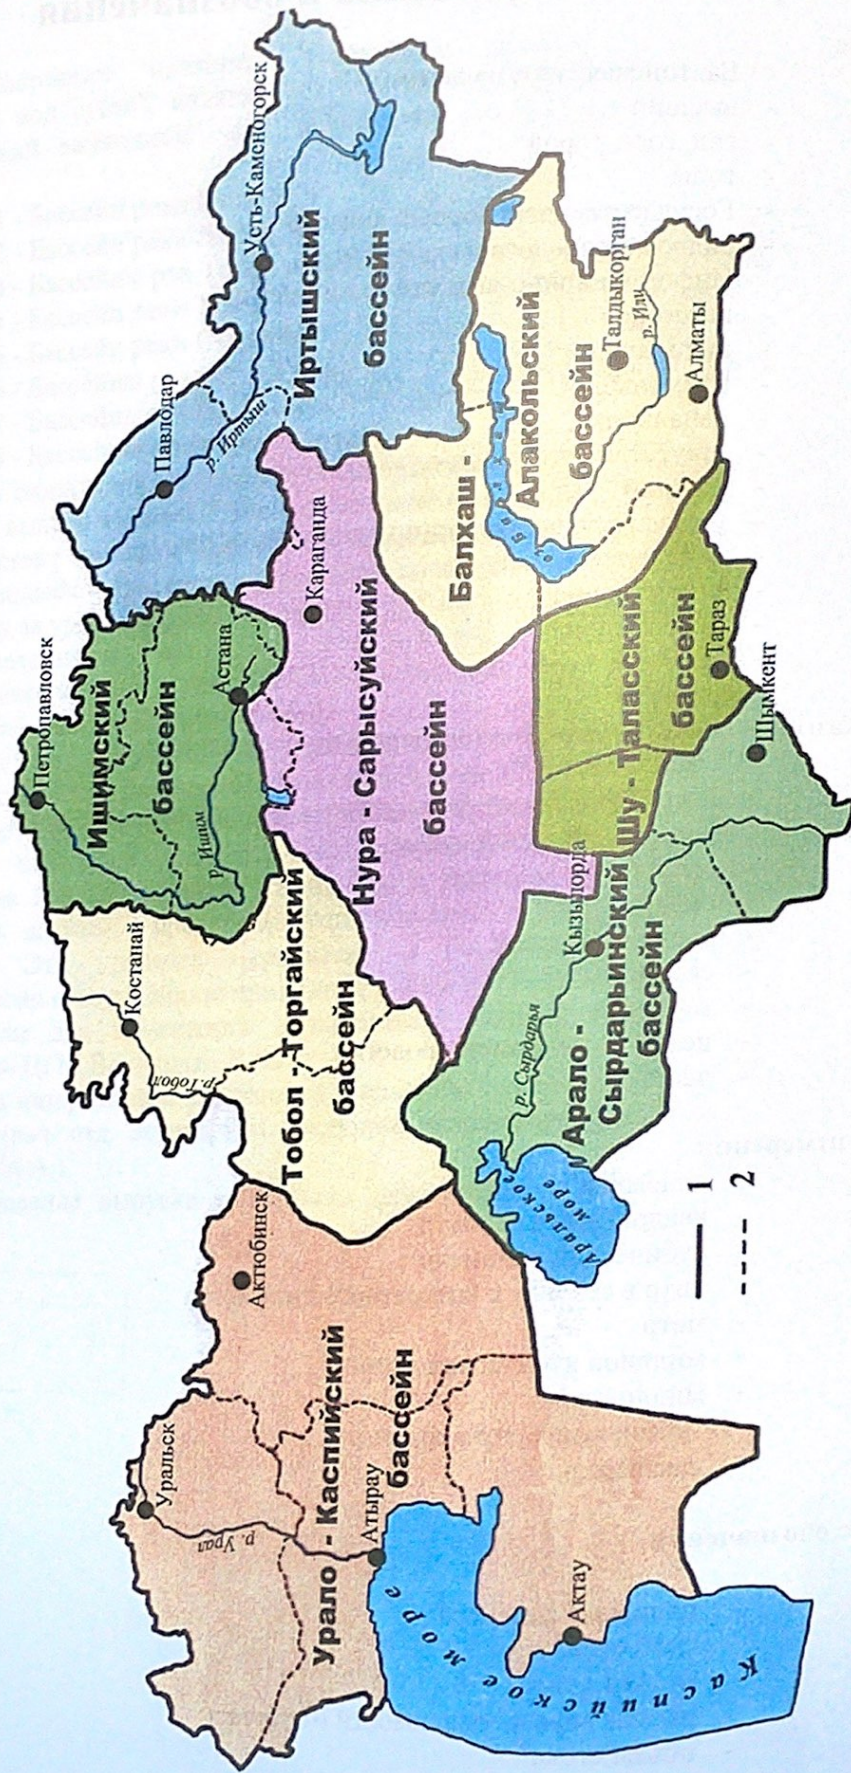 Петропавловск
Ишимский
бассейн
Астана
р. Ишим
Костанай
р. Тобол
Тобол - Торгайский
бассейн
Павлодар
р. Иртыш
Усть-Каменогорск
Иртышский
бассейн
Караганда
Нура - Сарысуйский
бассейн
Уральск
р. Урал
Актюбинск
Урало - Каспийский
бассейн
Атырау
Актау
Каспийское море
Аральское
море
р. Сырдарья
Кызылорда
Арало -
Сырдарьинский
бассейн
Шу - Таласский
бассейн
Тараз
Шымкент
Балхаш -
Алакольский
бассейн
Талдыкорган
р. Или
Алматы
1
2